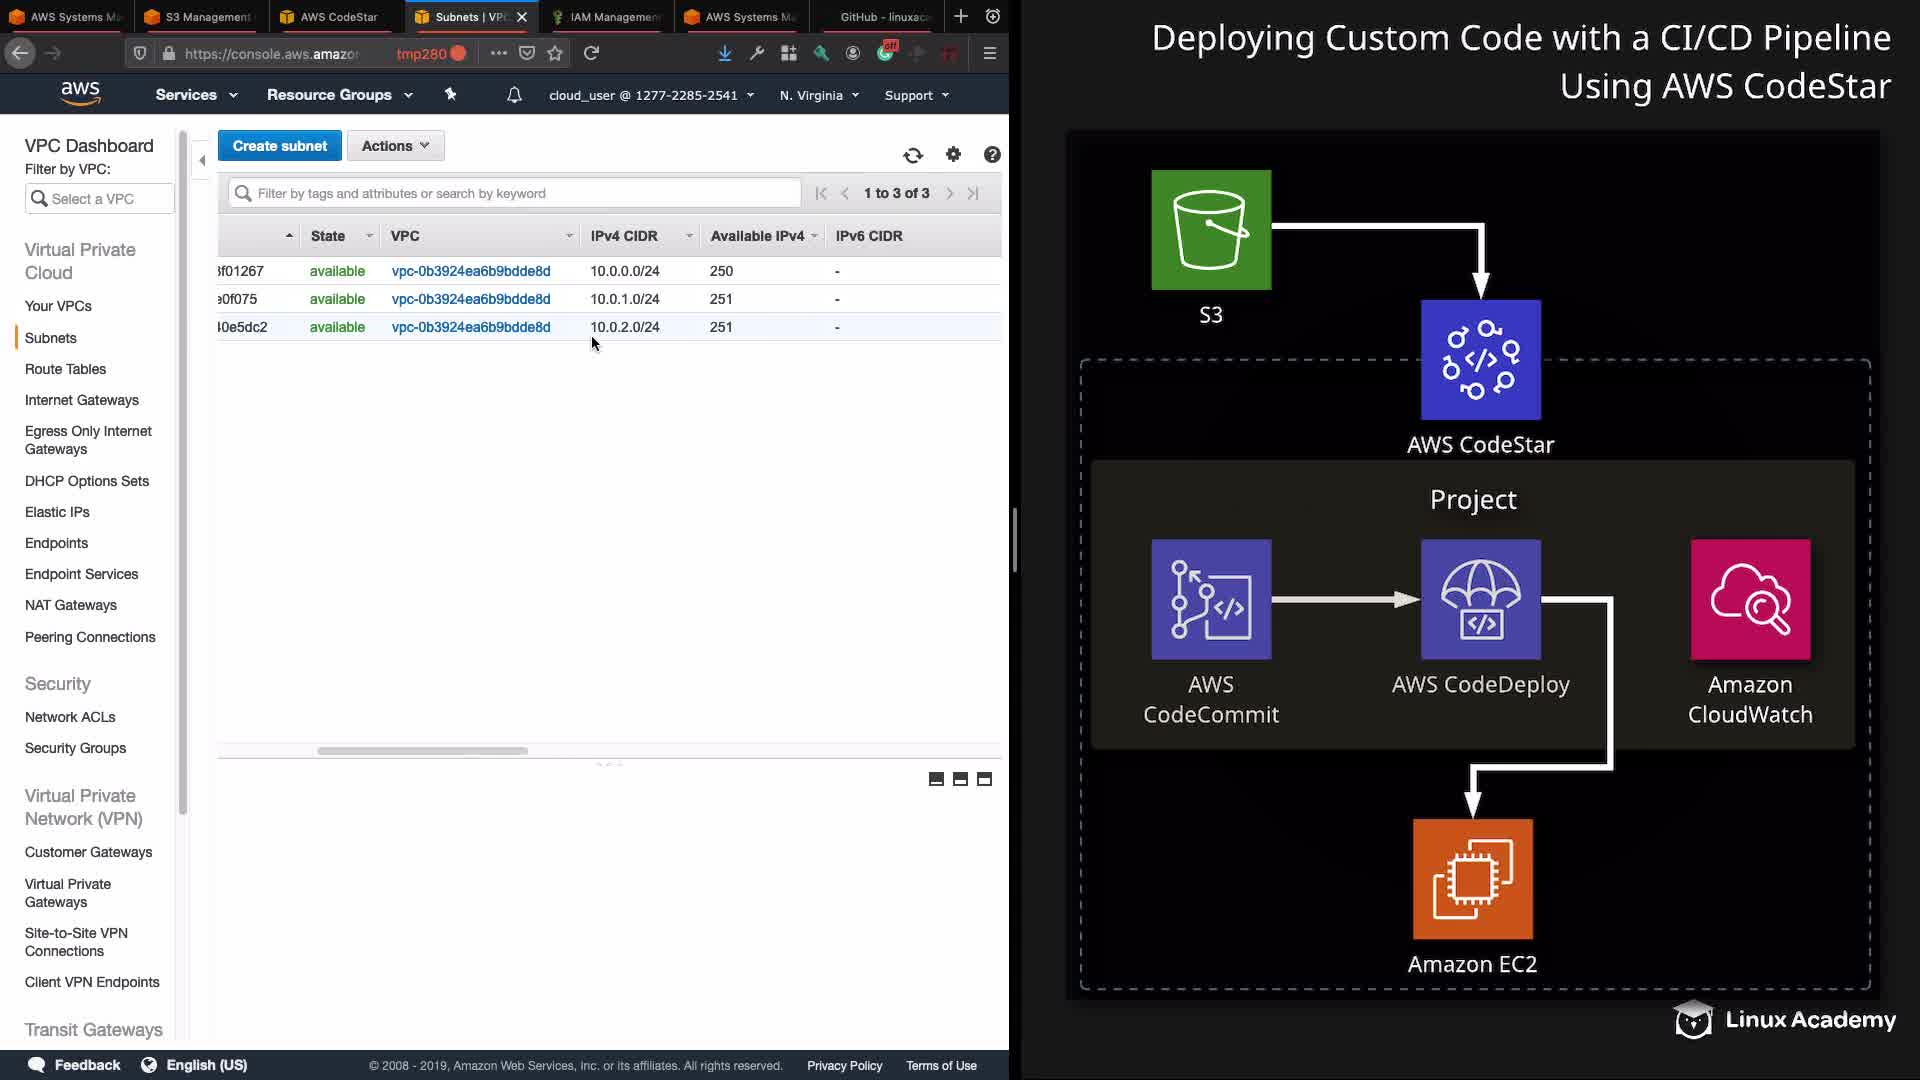 AWS Systems Ma
S3 Management
AWS CodeStar
Subnets | VPC
IAM Managemen
AWS Systems Ma
GitHub - linuxaca
https://console.aws.amazon
tmp280
off
aws
Services
Resource Groups
cloud_user @ 1277-2285-2541
N. Virginia
Support
VPC Dashboard
Filter by VPC:
Select a VPC
Virtual Private
Cloud
Your VPCs
Subnets
Route Tables
Internet Gateways
Egress Only Internet
Gateways
DHCP Options Sets
Elastic IPs
Endpoints
Endpoint Services
NAT Gateways
Peering Connections
Security
Network ACLs
Security Groups
Virtual Private
Network (VPN)
Customer Gateways
Virtual Private
Gateways
Site-to-Site VPN
Connections
Client VPN Endpoints
Transit Gateways
Create subnet
Actions
Filter by tags and attributes or search by keyword
1 to 3 of 3
State VPC IPv4 CIDR Available IPv4 IPv6 CIDR
3f01267 available vpc-0b3924ea6b9bdde8d 10.0.0.0/24 250 -
e0f075 available vpc-0b3924ea6b9bdde8d 10.0.1.0/24 251 -
40e5dc2 available vpc-0b3924ea6b9bdde8d 10.0.2.0/24 251 -
Feedback
English (US)
© 2008 - 2019, Amazon Web Services, Inc. or its affiliates. All rights reserved.
Privacy Policy
Terms of Use
Deploying Custom Code with a CI/CD Pipeline
Using AWS CodeStar
S3
AWS CodeStar
Project
AWS
CodeCommit
AWS CodeDeploy
Amazon
CloudWatch
Amazon EC2
Linux Academy